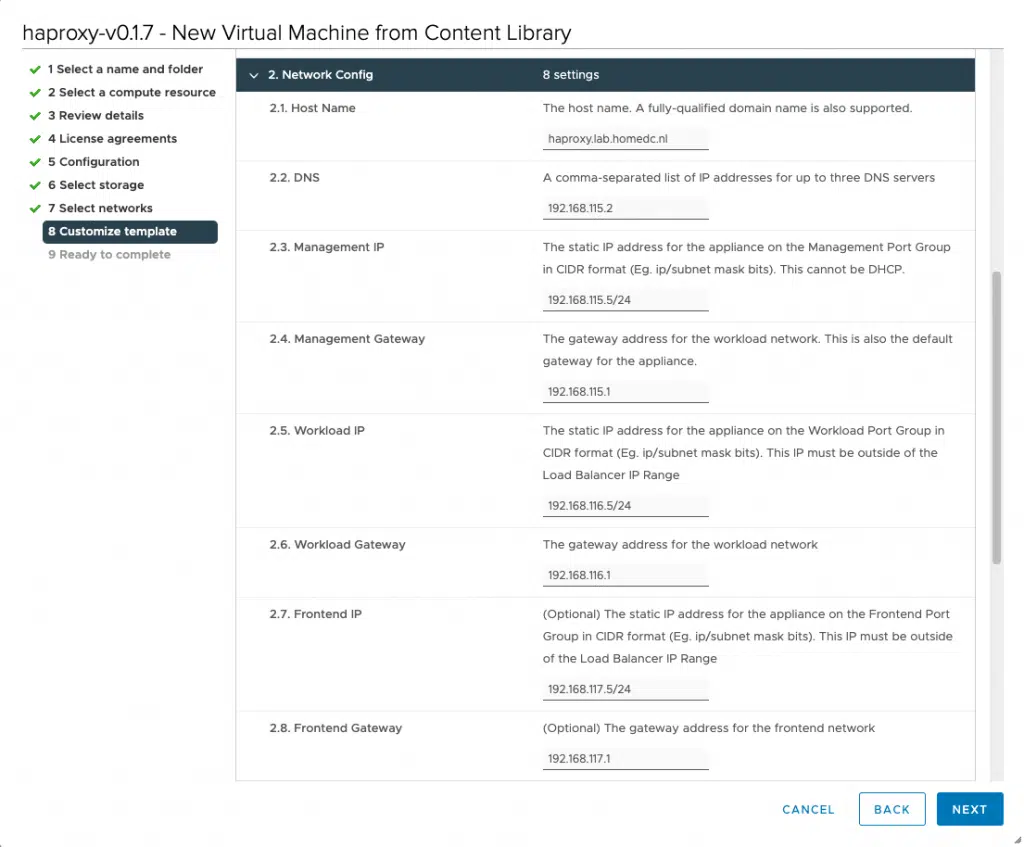 haproxy-v0.1.7 - New Virtual Machine from Content Library
1 Select a name and folder
2 Select a compute resource
3 Review details
4 License agreements
5 Configuration
6 Select storage
7 Select networks
8 Customize template
9 Ready to complete
2. Network Config 8 settings
2.1. Host Name The host name. A fully-qualified domain name is also supported.
haproxy.lab.homedc.nl
2.2. DNS A comma-separated list of IP addresses for up to three DNS servers
192.168.115.2
2.3. Management IP The static IP address for the appliance on the Management Port Group
in CIDR format (Eg. ip/subnet mask bits). This cannot be DHCP.
192.168.115.5/24
2.4. Management Gateway The gateway address for the workload network. This is also the default
gateway for the appliance.
192.168.115.1
2.5. Workload IP The static IP address for the appliance on the Workload Port Group in
CIDR format (Eg. ip/subnet mask bits). This IP must be outside of the
Load Balancer IP Range
192.168.116.5/24
2.6. Workload Gateway The gateway address for the workload network
192.168.116.1
2.7. Frontend IP (Optional) The static IP address for the appliance on the Frontend Port
Group in CIDR format (Eg. ip/subnet mask bits). This IP must be outside
of the Load Balancer IP Range
192.168.117.5/24
2.8. Frontend Gateway (Optional) The gateway address for the frontend network
192.168.117.1
CANCEL BACK NEXT